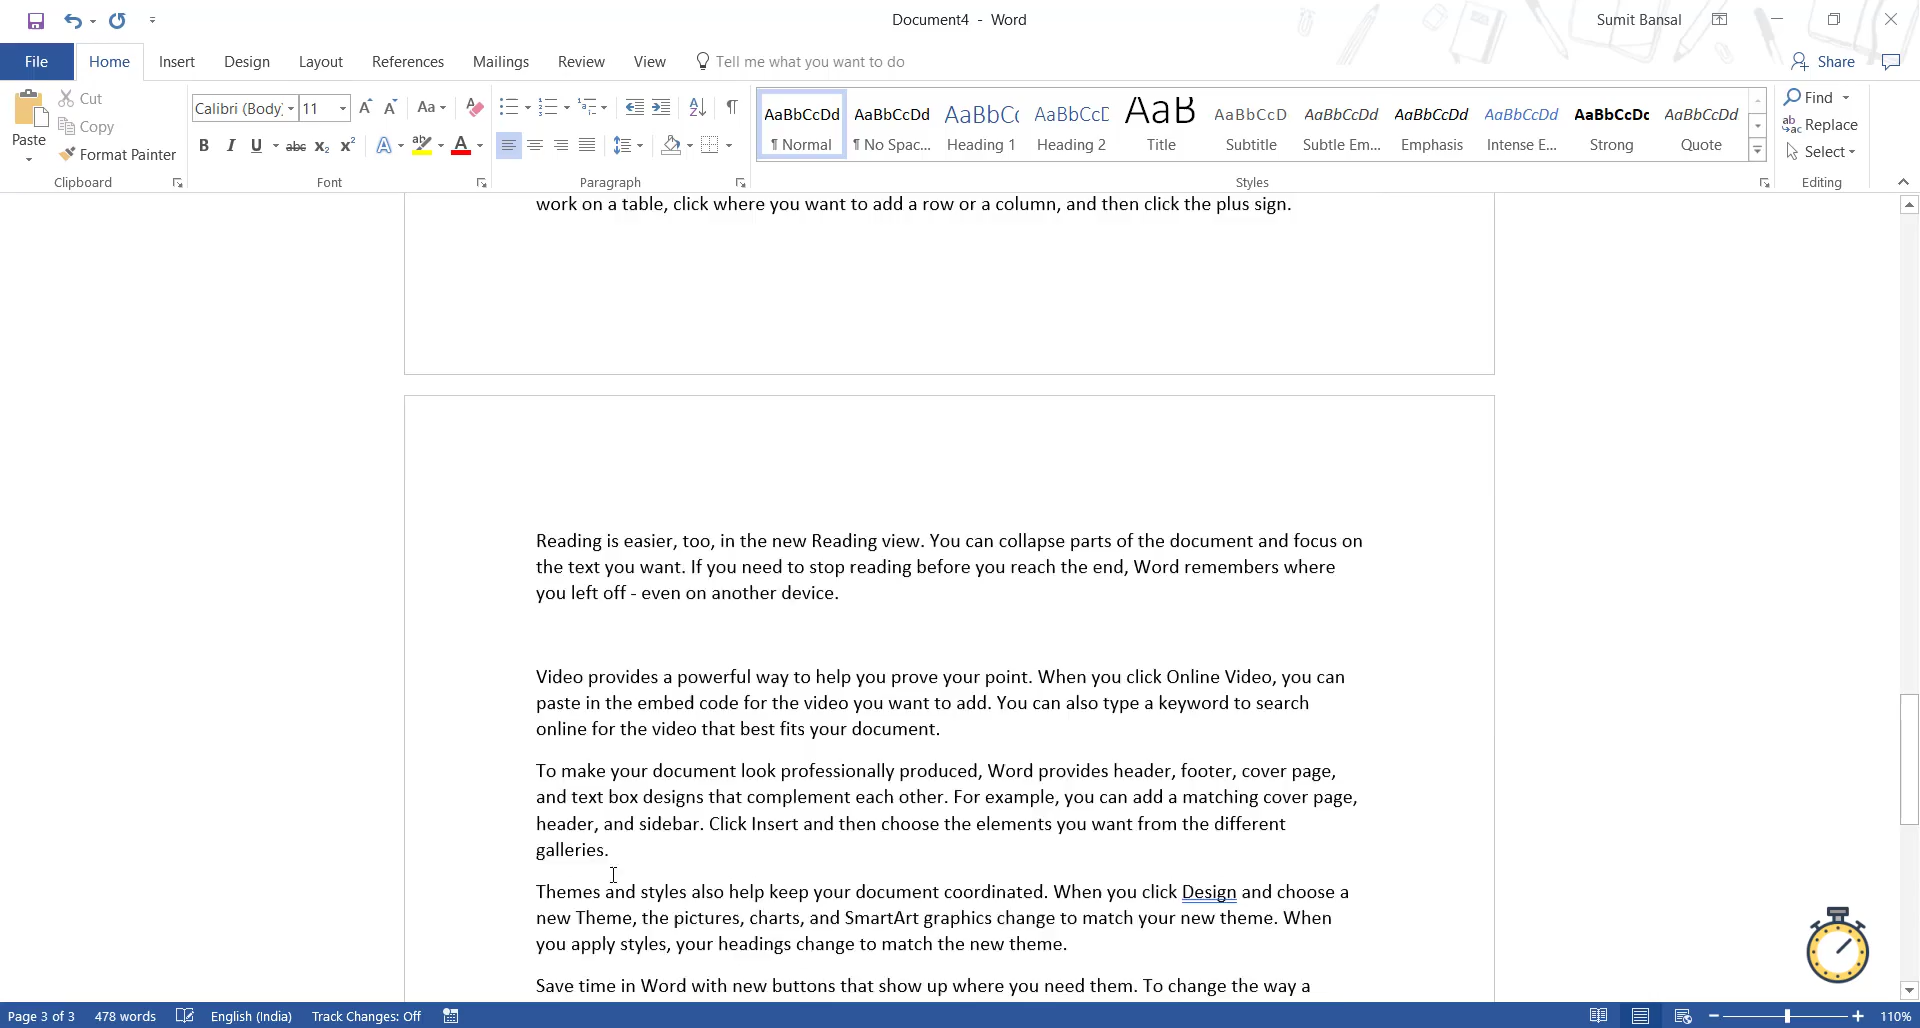 Document4 - Word
Sumit Bansal
File Home Insert Design Layout References Mailings Review View Tell me what you want to do
Share
Paste
Cut
Copy
Format Painter
Clipboard
Calibri (Body) 11 Aa
B I U abc x₂ x² A A
Font
Paragraph
AaBbCcDd AaBbCcDd AaBbCc AaBbCcD AaB AaBbCcD AaBbCcDd AaBbCcDd AaBbCcDd AaBbCcDc AaBbCcDd
¶ Normal ¶ No Spac... Heading 1 Heading 2 Title Subtitle Subtle Em... Emphasis Intense E... Strong Quote
Styles
Find
Replace
Select
Editing
work on a table, click where you want to add a row or a column, and then click the plus sign.
Reading is easier, too, in the new Reading view. You can collapse parts of the document and focus on
the text you want. If you need to stop reading before you reach the end, Word remembers where
you left off - even on another device.
Video provides a powerful way to help you prove your point. When you click Online Video, you can
paste in the embed code for the video you want to add. You can also type a keyword to search
online for the video that best fits your document.
To make your document look professionally produced, Word provides header, footer, cover page,
and text box designs that complement each other. For example, you can add a matching cover page,
header, and sidebar. Click Insert and then choose the elements you want from the different
galleries.
Themes and styles also help keep your document coordinated. When you click Design and choose a
new Theme, the pictures, charts, and SmartArt graphics change to match your new theme. When
you apply styles, your headings change to match the new theme.
Save time in Word with new buttons that show up where you need them. To change the way a
Page 3 of 3 478 words English (India) Track Changes: Off 110%